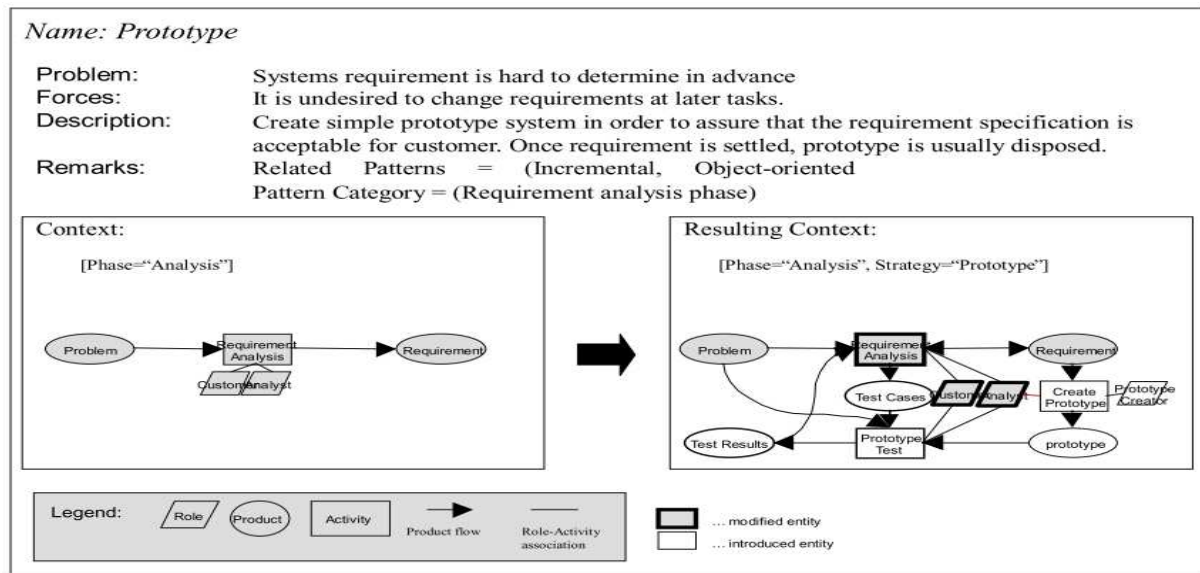 Name: Prototype
Problem: Systems requirement is hard to determine in advance
Forces: It is undesired to change requirements at later tasks.
Description: Create simple prototype system in order to assure that the requirement specification is
acceptable for customer. Once requirement is settled, prototype is usually disposed.
Remarks: Related Patterns = (Incremental, Object-oriented
Pattern Category = (Requirement analysis phase)
Context:
[Phase=“Analysis”]
Problem
Requirement
Analysis
Requirement
Customer
Analyst
Resulting Context:
[Phase=“Analysis”, Strategy=“Prototype”]
Problem
Requirement
Analysis
Requirement
Test Cases
Custome
Analyst
Create
Prototype
Prototype
Creator
Test Results
Prototype
Test
prototype
Legend:
Role
Product
Activity
Product flow
Role-Activity
association
... modified entity
... introduced entity